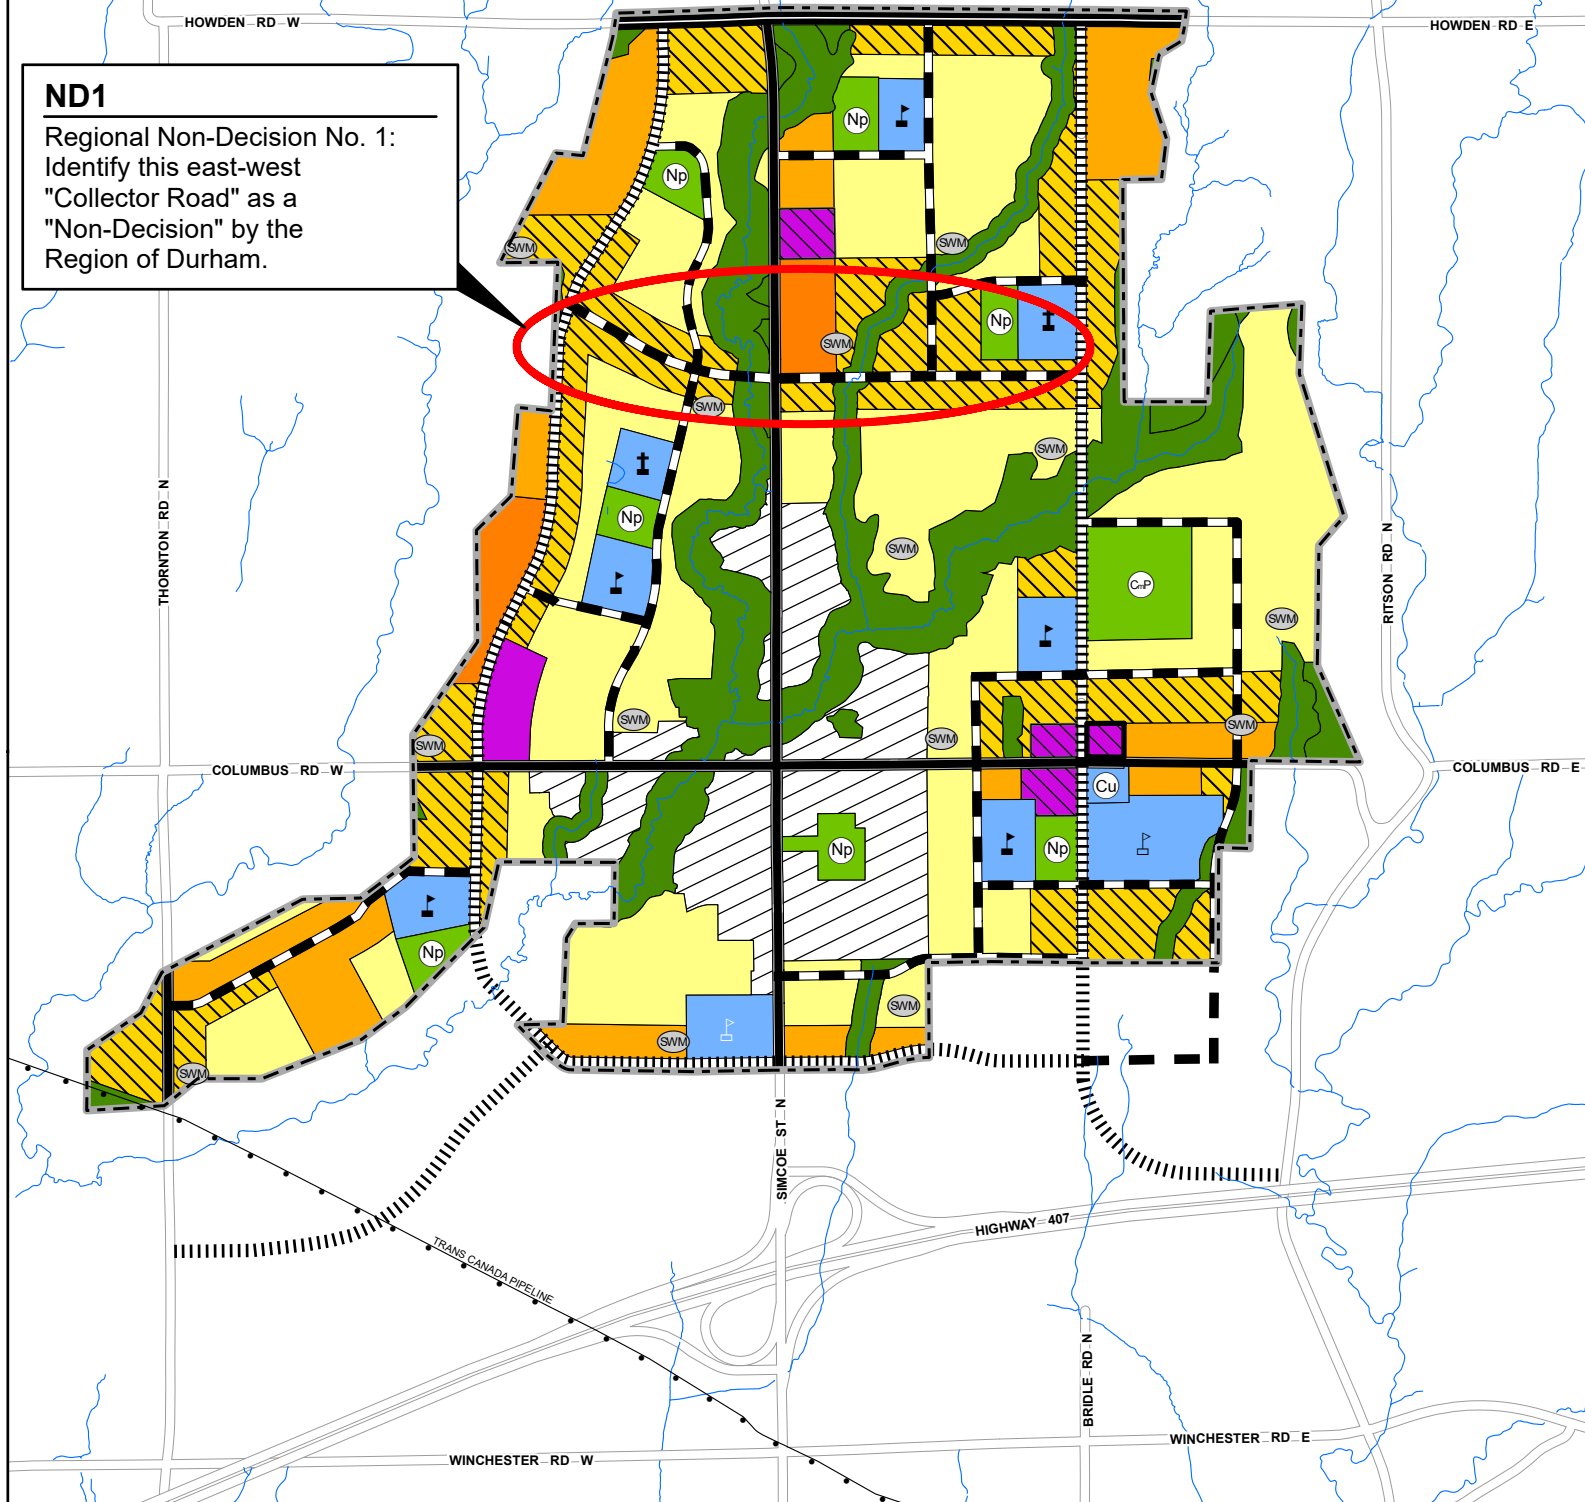 HOWDEN RD W
HOWDEN RD E
ND1
Regional Non-Decision No. 1:
Identify this east-west
"Collector Road" as a
"Non-Decision" by the
Region of Durham.
Np
Np
SWM
SWM
Np
SWM
SWM
SWM
THORNTON RD N
RITSON RD N
Np
SWM
CmP
SWM
SWM
SWM
SWM
SWM
COLUMBUS RD W
COLUMBUS RD E
Cu
Np
Np
Np
SWM
SWM
SWM
SIMCOE ST N
HIGHWAY 407
TRANS CANADA PIPELINE
BRIDLE RD N
WINCHESTER RD W
WINCHESTER RD E